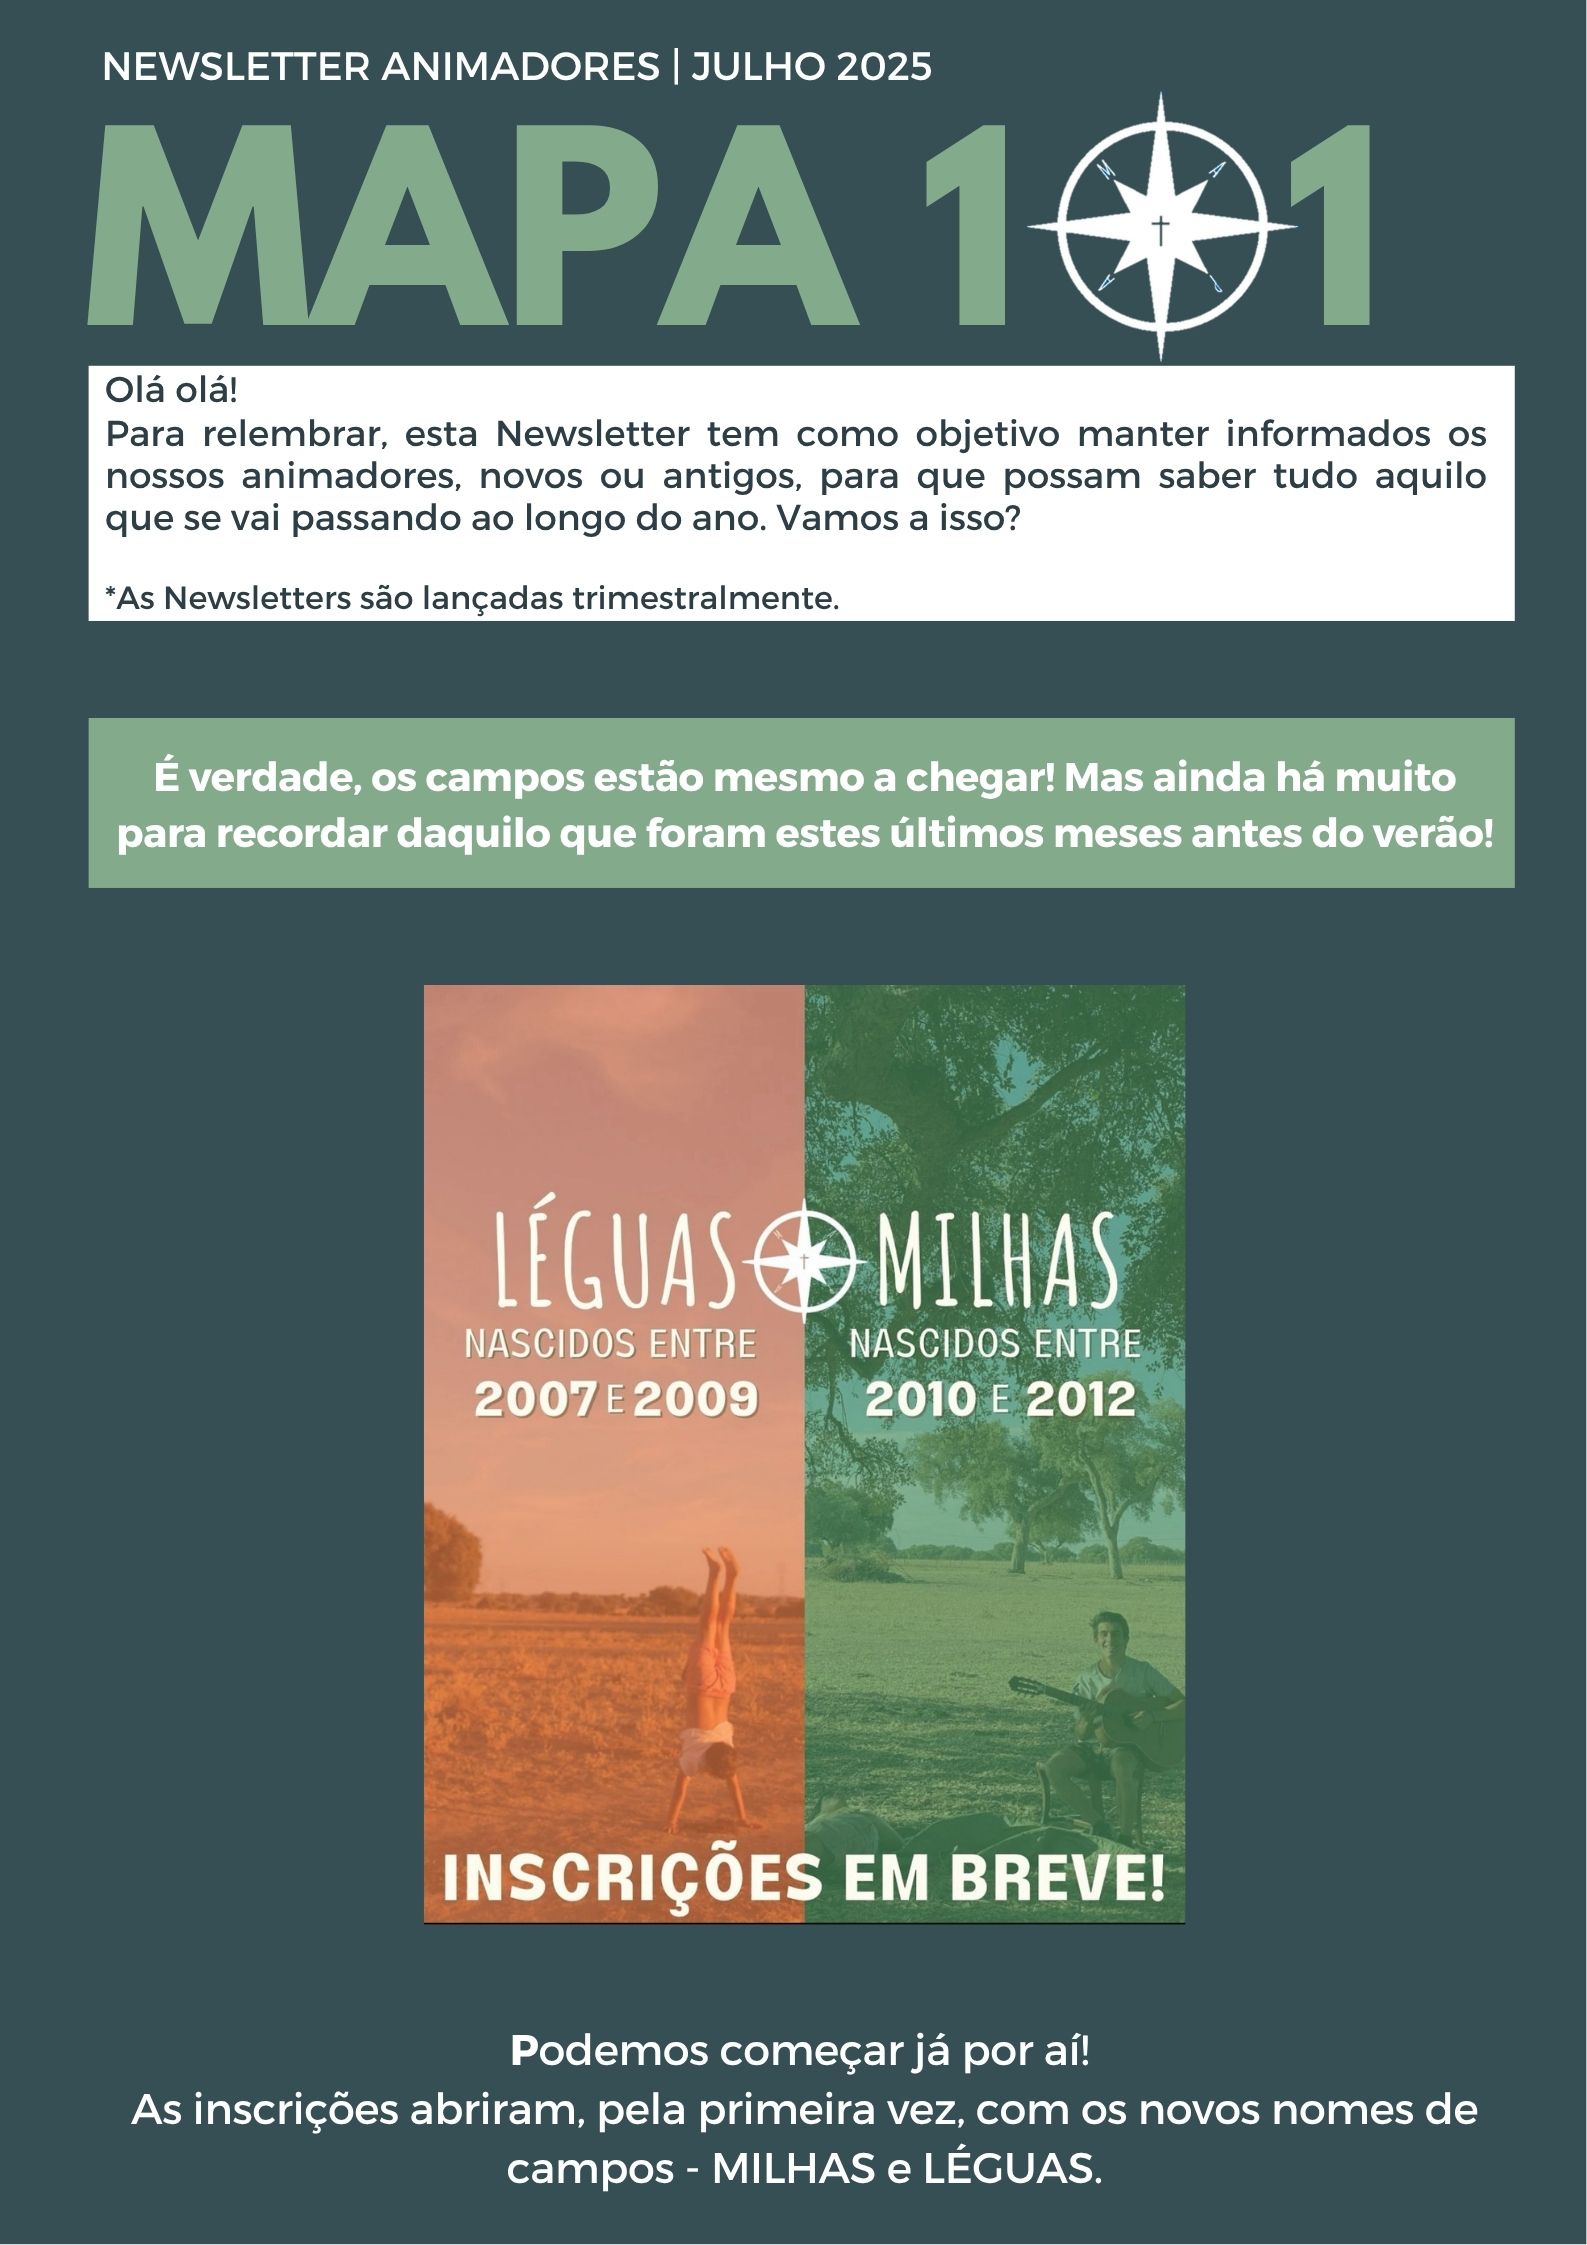 NEWSLETTER ANIMADORES | JULHO 2025
MAPA 1 1
M A
A P
Olá olá!
Para relembrar, esta Newsletter tem como objetivo manter informados os
nossos animadores, novos ou antigos, para que possam saber tudo aquilo
que se vai passando ao longo do ano. Vamos a isso?
*As Newsletters são lançadas trimestralmente.
É verdade, os campos estão mesmo a chegar! Mas ainda há muito
para recordar daquilo que foram estes últimos meses antes do verão!
LÉGUAS MILHAS
NASCIDOS ENTRE NASCIDOS ENTRE
2007 E 2009 2010 E 2012
INSCRIÇÕES EM BREVE!
Podemos começar já por aí!
As inscrições abriram, pela primeira vez, com os novos nomes de
campos - MILHAS e LÉGUAS.